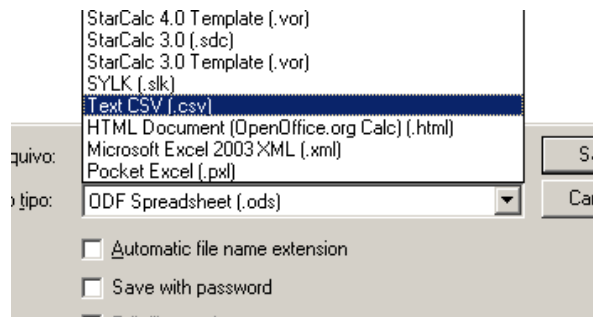 StarCalc 4.0 Template (.vor)
StarCalc 3.0 (.sdc)
StarCalc 3.0 Template (.vor)
SYLK (.slk)
Text CSV (.csv)
HTML Document (OpenOffice.org Calc) (.html)
Microsoft Excel 2003 XML (.xml)
Pocket Excel (.pxl)
quivo:
tipo: ODF Spreadsheet (.ods)
Automatic file name extension
Save with password